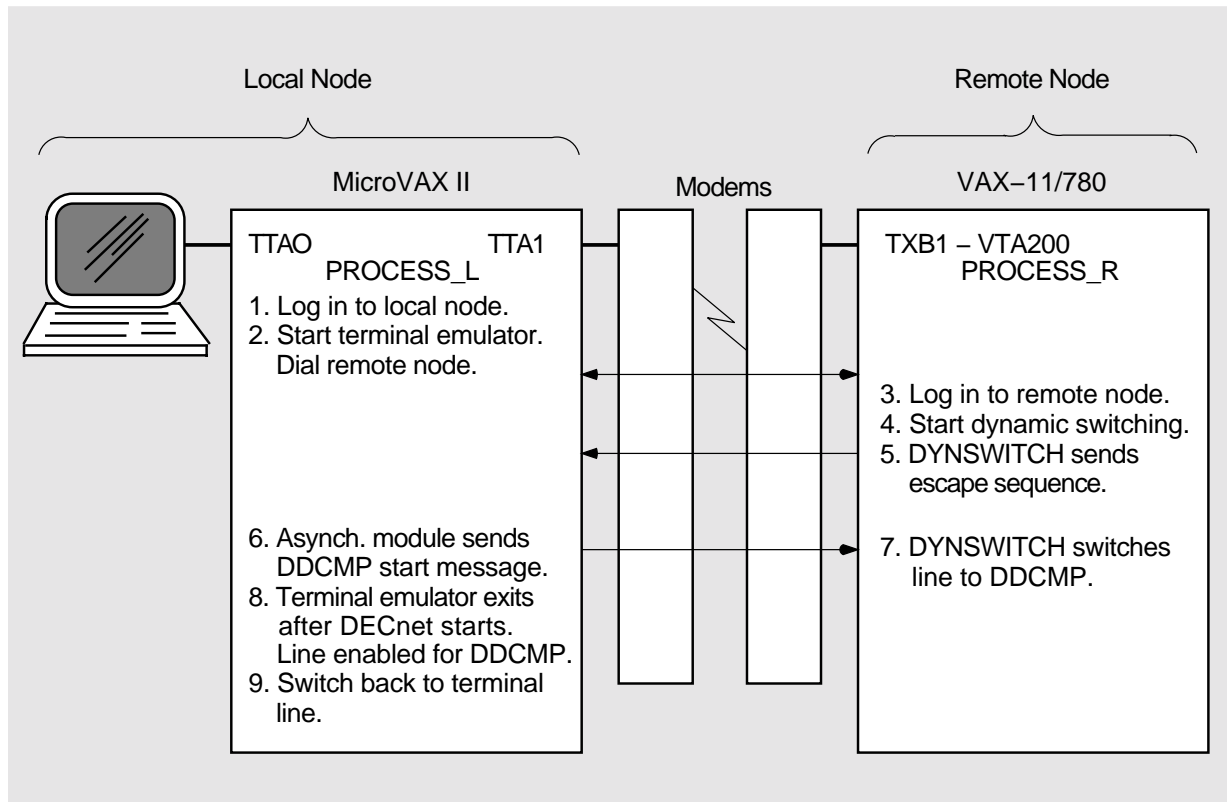 Local Node
Remote Node
MicroVAX II
Modems
VAX–11/780
TTAO TTA1
PROCESS_L
1. Log in to local node.
2. Start terminal emulator.
Dial remote node.
TXB1 – VTA200
PROCESS_R
3. Log in to remote node.
4. Start dynamic switching.
5. DYNSWITCH sends
escape sequence.
6. Asynch. module sends
DDCMP start message.
7. DYNSWITCH switches
line to DDCMP.
8. Terminal emulator exits
after DECnet starts.
Line enabled for DDCMP.
9. Switch back to terminal
line.